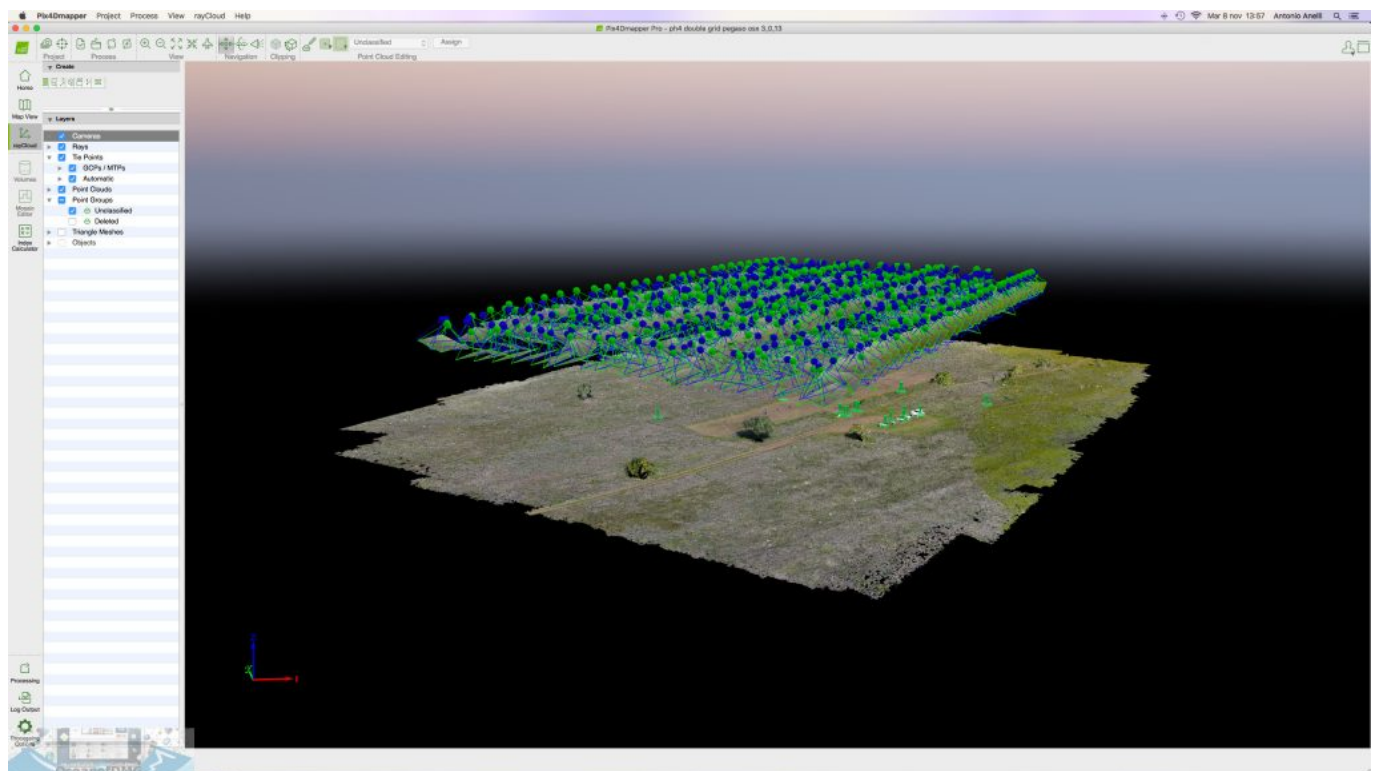 Pix4Dmapper Project Process View rayCloud Help
Mar 8 nov 13:57 Antonio Anelli
Pix4Dmapper Pro - ph4 double grid pegaso ose 3,0,13
Unclassified Assign
Project Process View Navigation Clipping Point Cloud Editing
Create
Home
Map View
Layers
Cameras
rayCloud
Rays
Tie Points
GCPs / MTPs
Automatic
Volumes
Point Clouds
Point Groups
Unclassified
Mosaic Editor
Deleted
Triangle Meshes
Index Calculator
Objects
Processing
Log Output
Processing Options